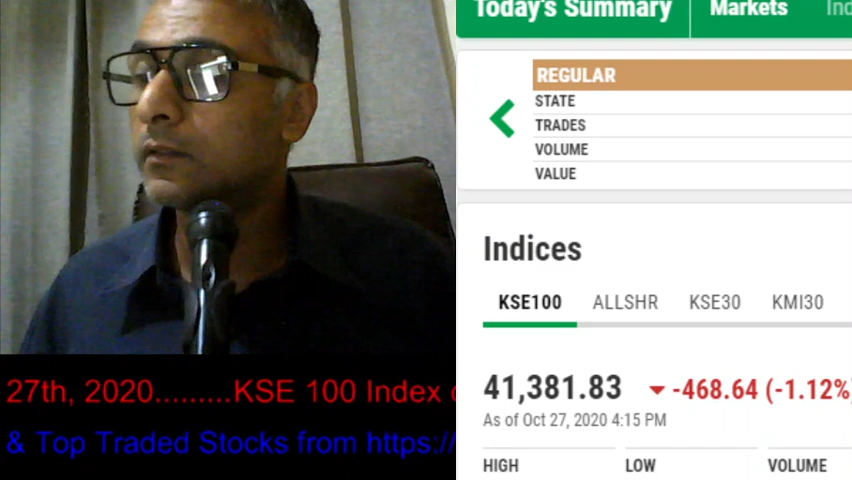 Today's Summary
Markets
Ind
REGULAR
STATE
TRADES
VOLUME
VALUE
Indices
KSE100 ALLSHR KSE30 KMI30
41,381.83 -468.64 (-1.12%)
As of Oct 27, 2020 4:15 PM
HIGH LOW VOLUME
27th, 2020.........KSE 100 Index
& Top Traded Stocks from https://